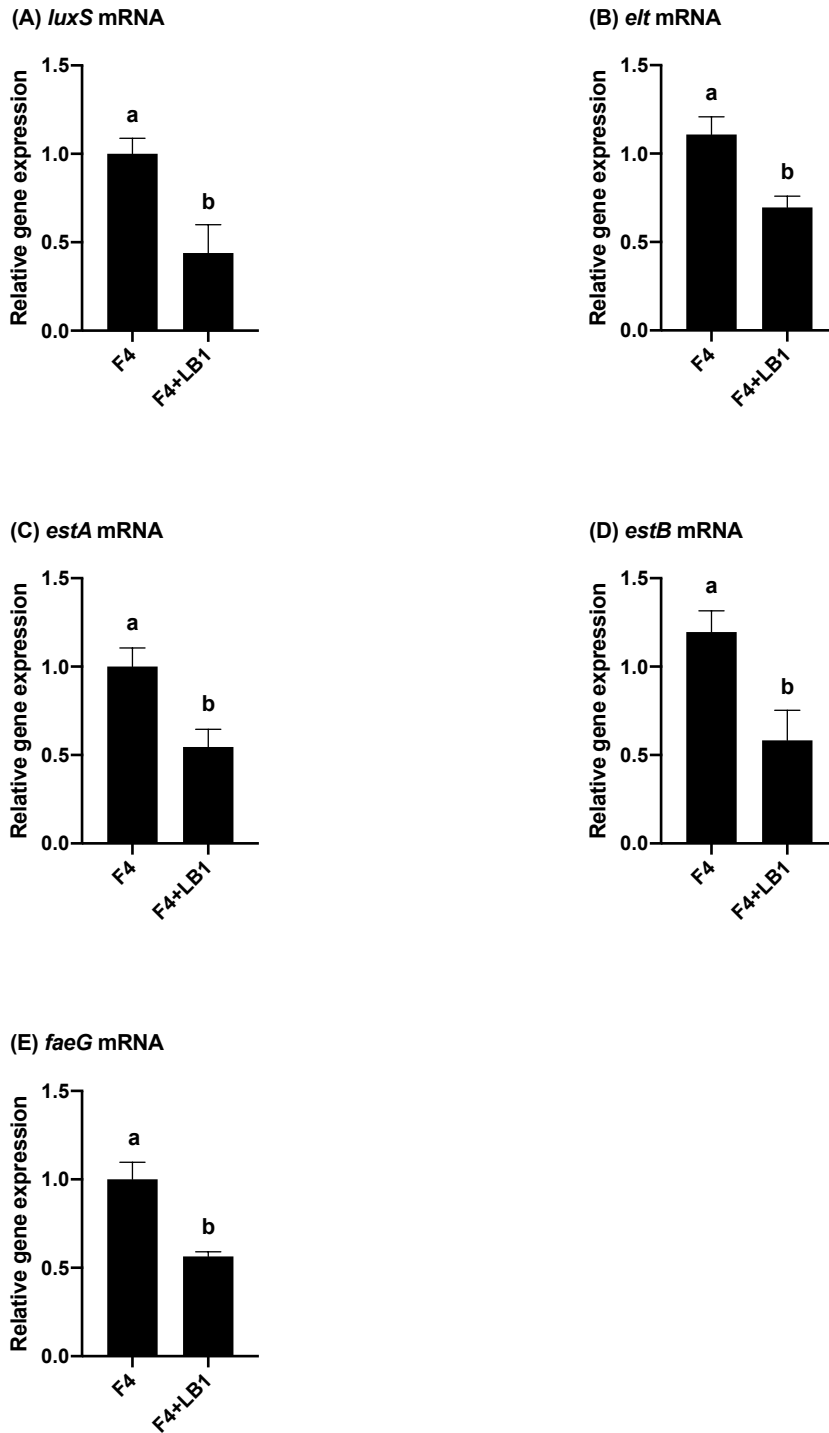 (A) luxS mRNA
Relative gene expression
1.5
1.0
0.5
0.0
a
b
F4
F4+LB1
(B) elt mRNA
Relative gene expression
1.5
1.0
0.5
0.0
a
b
F4
F4+LB1
(C) estA mRNA
Relative gene expression
1.5
1.0
0.5
0.0
a
b
F4
F4+LB1
(D) estB mRNA
Relative gene expression
1.5
1.0
0.5
0.0
a
b
F4
F4+LB1
(E) faeG mRNA
Relative gene expression
1.5
1.0
0.5
0.0
a
b
F4
F4+LB1